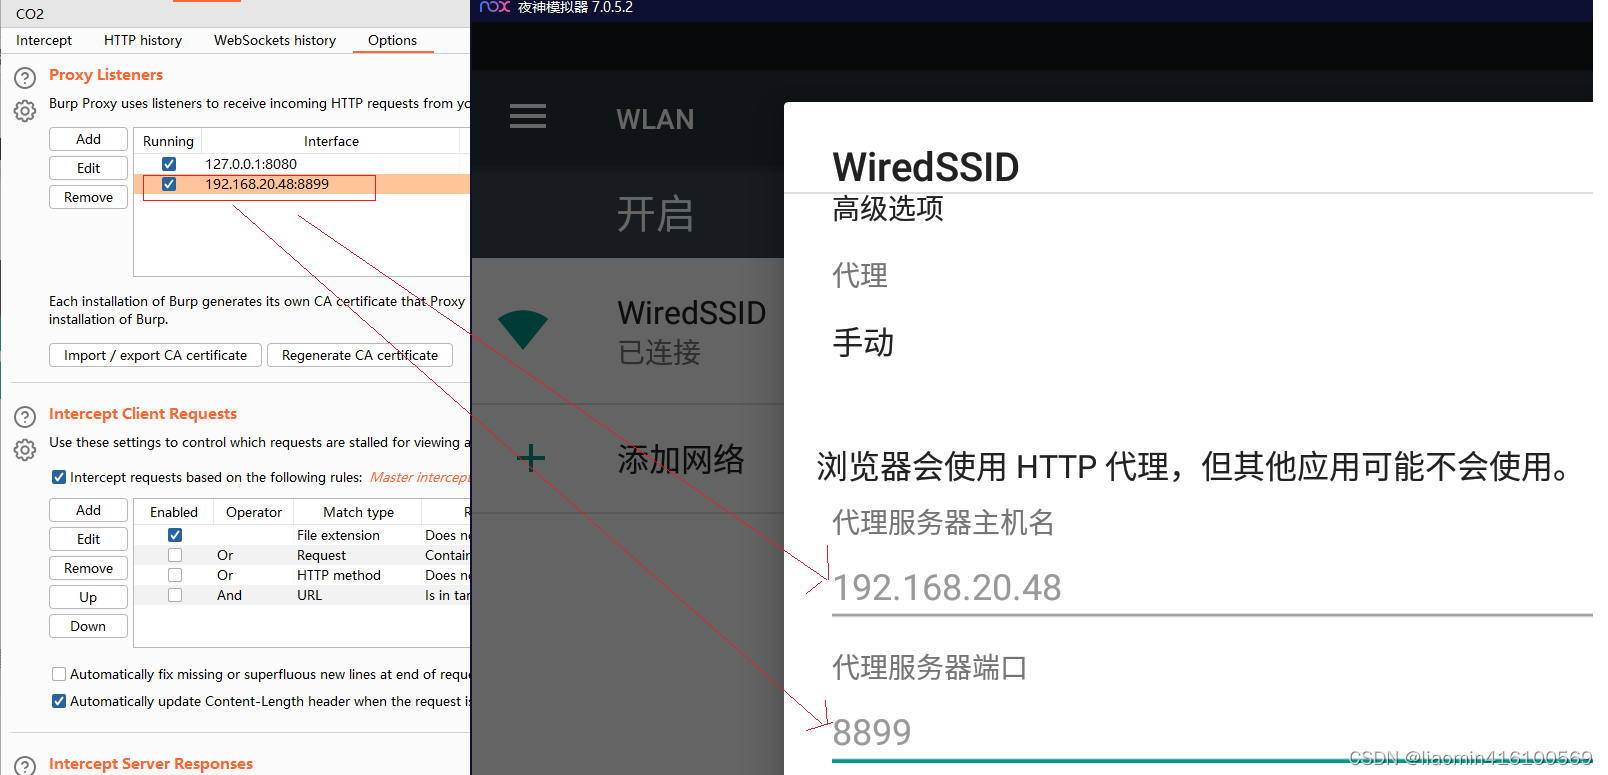 CO2
Intercept
HTTP history
WebSockets history
Options
Proxy Listeners
Burp Proxy uses listeners to receive incoming HTTP requests from yo
Add
Edit
Remove
Running
Interface
127.0.0.1:8080
192.168.20.48:8899
Each installation of Burp generates its own CA certificate that Proxy
installation of Burp.
Import / export CA certificate
Regenerate CA certificate
Intercept Client Requests
Use these settings to control which requests are stalled for viewing a
Intercept requests based on the following rules: Master intercept
Add
Edit
Remove
Up
Down
Enabled
Operator
Match type
R
File extension
Does n
Or
Request
Contain
Or
HTTP method
Does n
And
URL
Is in tar
Automatically fix missing or superfluous new lines at end of reque
Automatically update Content-Length header when the request is
Intercept Server Responses
nox 夜神模拟器 7.0.5.2
WLAN
开启
WiredSSID
已连接
添加网络
WiredSSID
高级选项
代理
手动
浏览器会使用 HTTP 代理，但其他应用可能不会使用。
代理服务器主机名
192.168.20.48
代理服务器端口
8899
CSDN @liaomin416100569